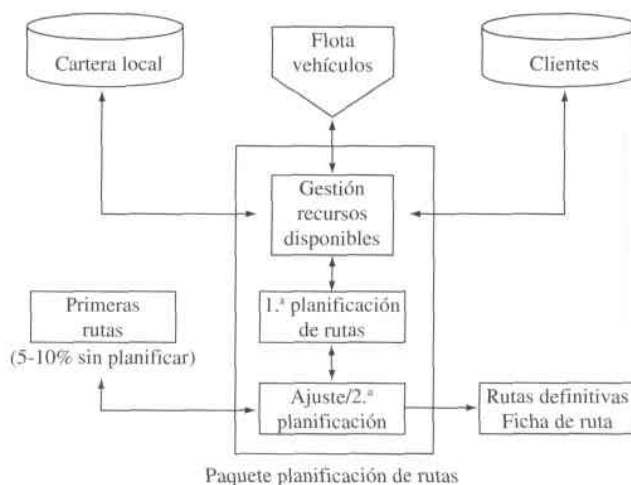 Cartera local
Flota
vehículos
Clientes
Gestión
recursos
disponibles
Primeras
rutas
(5-10% sin planificar)
1.ª planificación
de rutas
Ajuste/2.ª
planificación
Rutas definitivas
Ficha de ruta
Paquete planificación de rutas